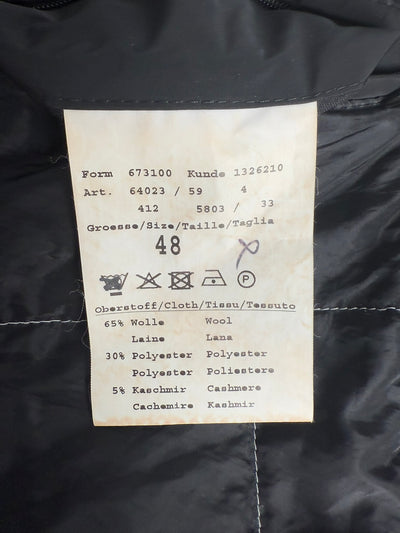 Form 673100 Kunde 1326210
Art. 64023 / 59 4
412 5803 / 33
Groesse/Size/Taille/Taglia
48
P
Oberstoff/Cloth/Tissu/Tessuto
65% Wolle Wool
Laine Lana
30% Polyester Polyester
Polyester Poliestere
5% Kaschmir Cashmere
Cachemire Kashmir